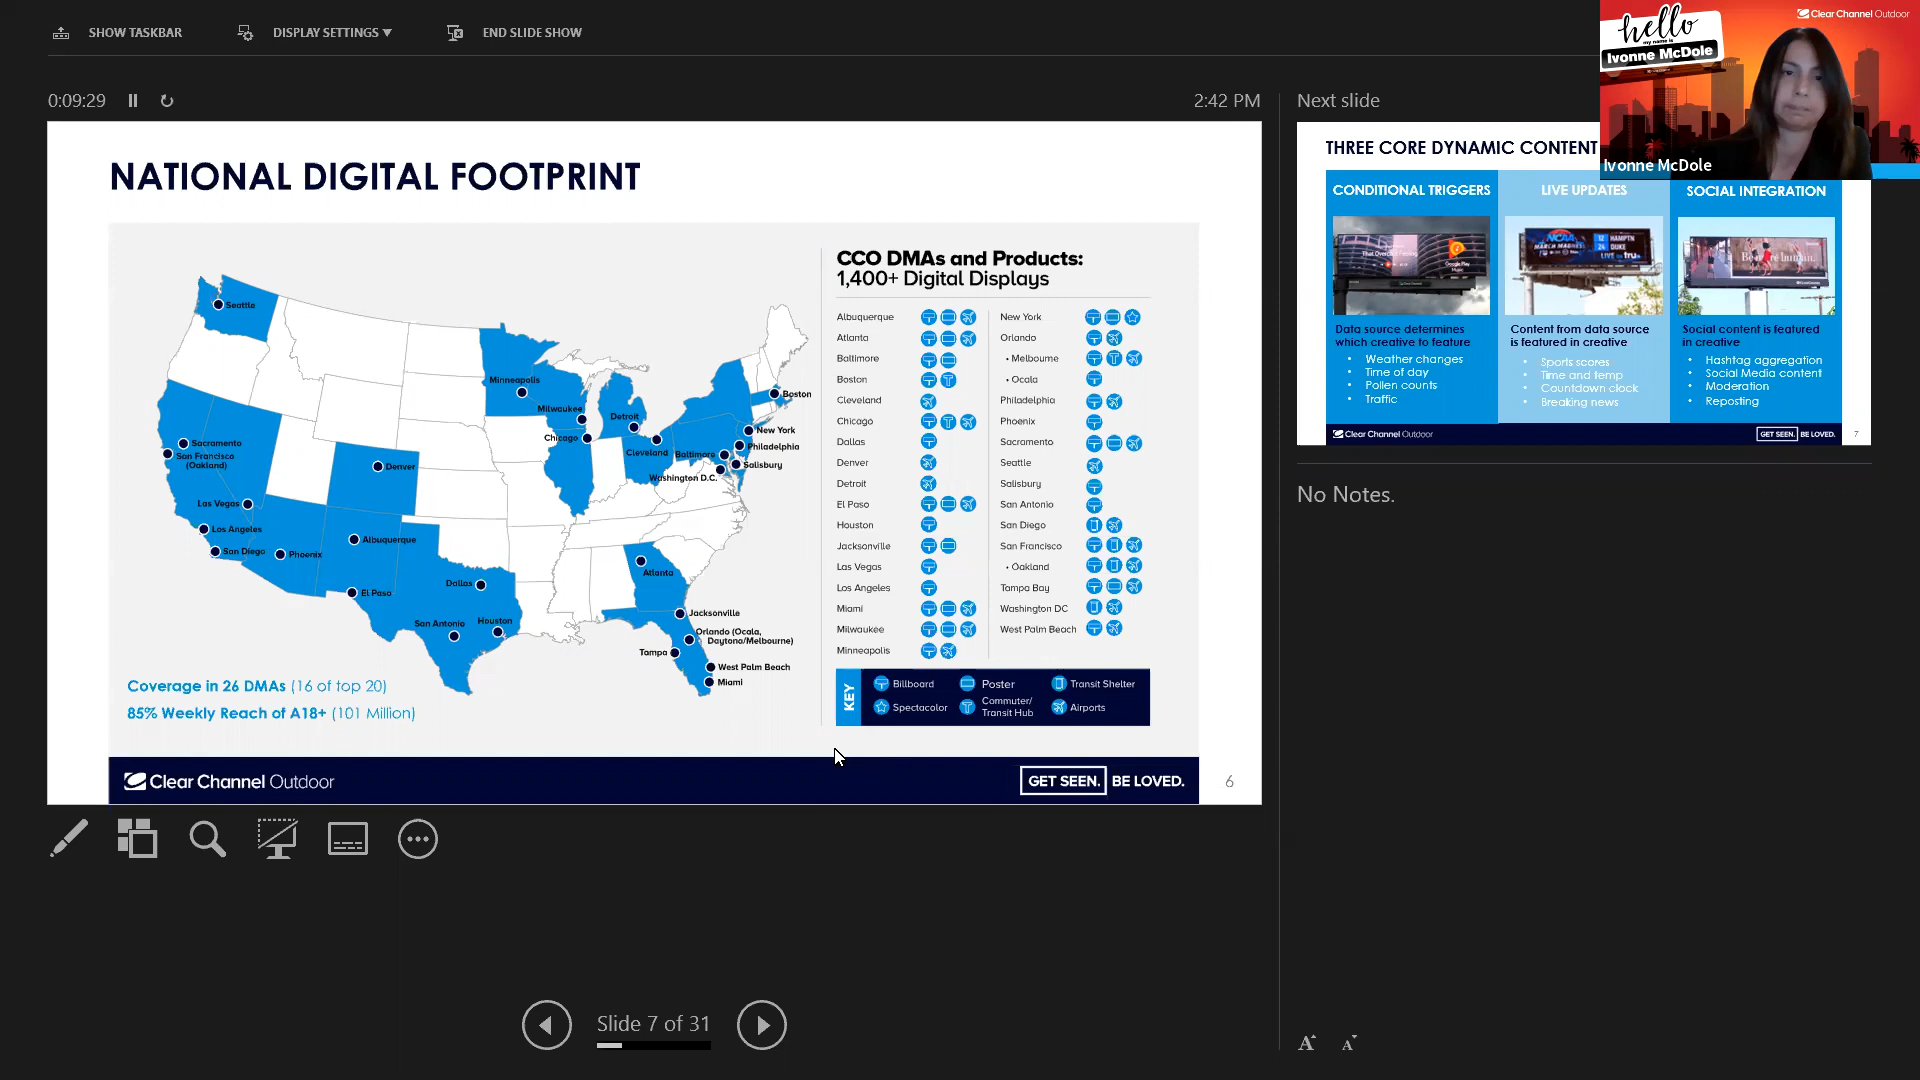 SHOW TASKBAR
DISPLAY SETTINGS ▼
END SLIDE SHOW
0:09:29
2:42 PM
NATIONAL DIGITAL FOOTPRINT
Seattle
Sacramento
San Francisco
(Oakland)
Las Vegas
Los Angeles
San Diego
Phoenix
Denver
Albuquerque
El Paso
Dallas
San Antonio
Houston
Minneapolis
Milwaukee
Chicago
Detroit
Cleveland
Baltimore
Washington D.C.
Boston
New York
Philadelphia
Salisbury
Atlanta
Jacksonville
Orlando (Ocala,
Daytona/Melbourne)
Tampa
West Palm Beach
Miami
Coverage in 26 DMAs (16 of top 20)
85% Weekly Reach of A18+ (101 Million)
CCO DMAs and Products:
1,400+ Digital Displays
Albuquerque
Atlanta
Baltimore
Boston
Cleveland
Chicago
Dallas
Denver
Detroit
El Paso
Houston
Jacksonville
Las Vegas
Los Angeles
Miami
Milwaukee
Minneapolis
New York
Orlando
• Melbourne
• Ocala
Philadelphia
Phoenix
Sacramento
Seattle
Salisbury
San Antonio
San Diego
San Francisco
• Oakland
Tampa Bay
Washington DC
West Palm Beach
KEY
Billboard
Poster
Transit Shelter
Spectacolor
Commuter/
Transit Hub
Airports
Clear Channel Outdoor
GET SEEN. BE LOVED.
6
Slide 7 of 31
Next slide
THREE CORE DYNAMIC CONTENT
CONDITIONAL TRIGGERS
Data source determines
which creative to feature
• Weather changes
• Time of day
• Pollen counts
• Traffic
LIVE UPDATES
Content from data source
is featured in creative
• Sports scores
• Time and temp
• Countdown clock
• Breaking news
SOCIAL INTEGRATION
Social content is featured
in creative
• Hashtag aggregation
• Social Media content
• Moderation
• Reposting
Clear Channel Outdoor
GET SEEN. BE LOVED.
7
No Notes.
hello
my name is
Ivonne McDole
Clear Channel Outdoor
Ivonne McDole